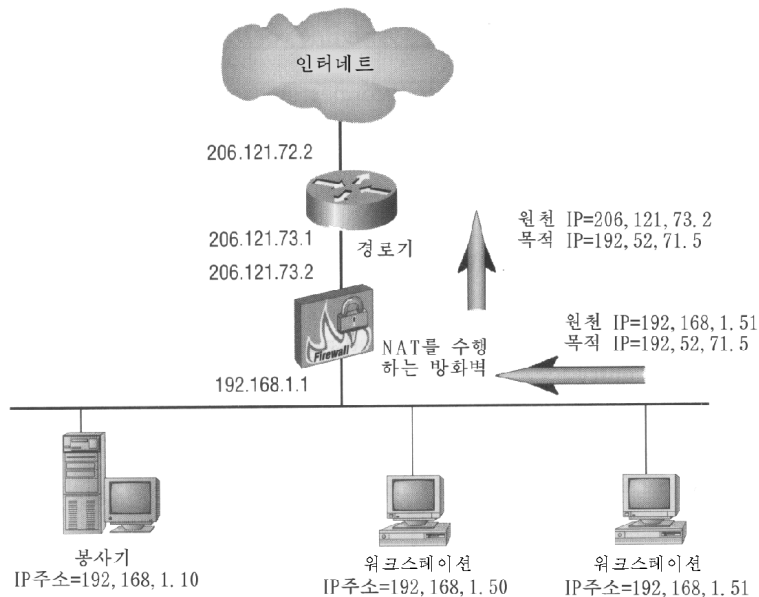 인터네트
206.121.72.2
206.121.73.1
경로기
206.121.73.2
원천 IP=206,121,73.2
목적 IP=192,52,71.5
원천 IP=192,168,1.51
목적 IP=192,52,71.5
Firewall
NAT를 수행
하는 방화벽
192.168.1.1
봉사기
IP주소=192,168,1.10
워크스테이션
IP주소=192,168,1.50
워크스테이션
IP주소=192,168,1.51